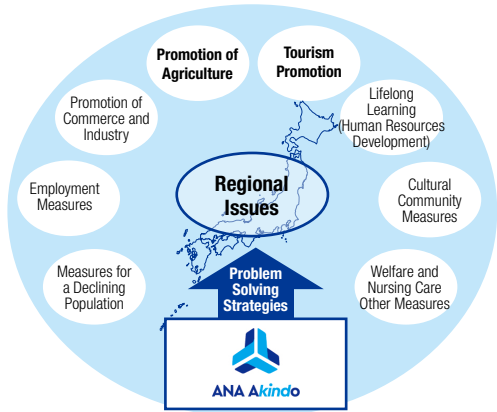 Promotion of
Agriculture
Tourism
Promotion
Promotion of
Commerce and
Industry
Lifelong
Learning
(Human Resources
Development)
Employment
Measures
Regional
Issues
Cultural
Community
Measures
Measures for
a Declining
Population
Problem
Solving
Strategies
Welfare and
Nursing Care
Other Measures
ANA Akindo